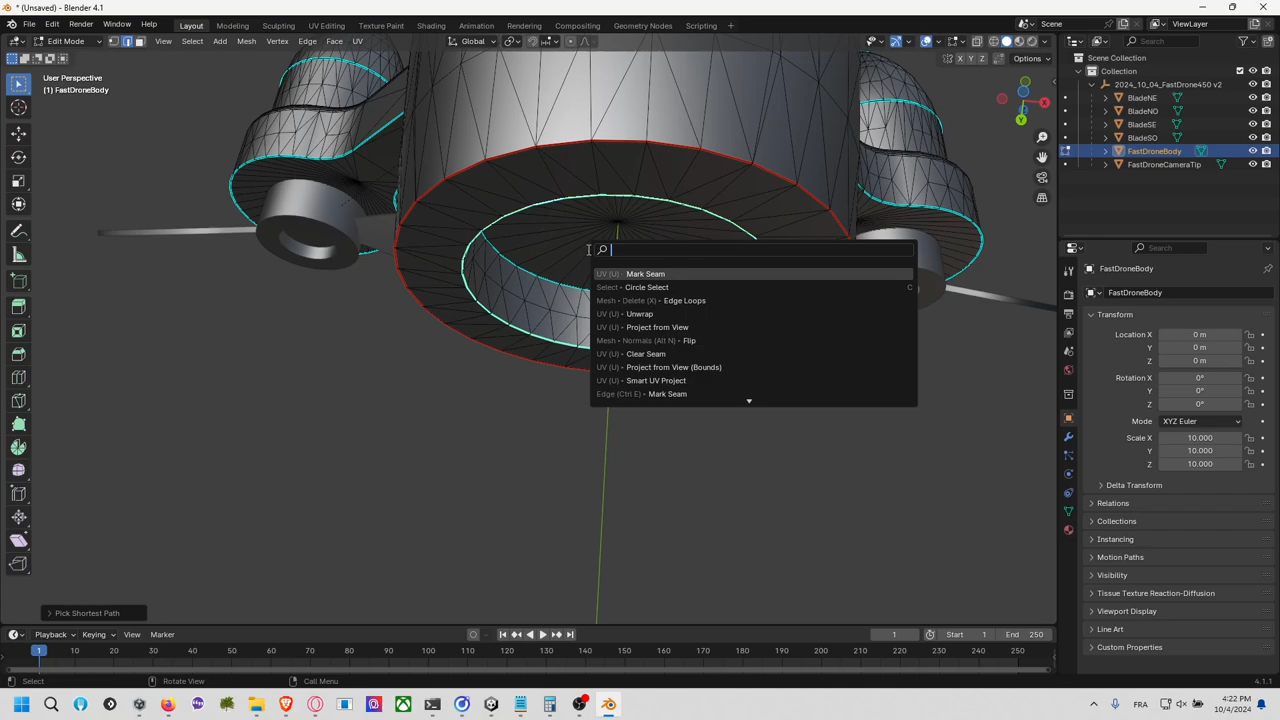 * (Unsaved) - Blender 4.1
File Edit Render Window Help Layout Modeling Sculpting UV Editing Texture Paint Shading Animation Rendering Compositing Geometry Nodes Scripting + Scene ViewLayer
Edit Mode View Select Add Mesh Vertex Edge Face UV Global Search
X Y Z Options
Scene Collection
Collection
2024_10_04_FastDrone450 v2
BladeNE
BladeNO
BladeSE
BladeSO
FastDroneBody
FastDroneCameraTip
User Perspective
(1) FastDroneBody
X
Y
UV (U) Mark Seam
Select Circle Select C
Mesh Delete (X) Edge Loops
UV (U) Unwrap
UV (U) Project from View
Mesh Normals (Alt N) Flip
UV (U) Clear Seam
UV (U) Project from View (Bounds)
UV (U) Smart UV Project
Edge (Ctrl E) Mark Seam
Search
FastDroneBody
FastDroneBody
Transform
Location X 0 m
Y 0 m
Z 0 m
Rotation X 0°
Y 0°
Z 0°
Mode XYZ Euler
Scale X 10.000
Y 10.000
Z 10.000
Delta Transform
Relations
Collections
Instancing
Motion Paths
Visibility
Tissue Texture Reaction-Diffusion
Viewport Display
Line Art
Custom Properties
Pick Shortest Path
Playback Keying View Marker 1 Start 1 End 250
1 10 20 30 40 50 60 70 80 90 100 110 120 130 140 150 160 170 180 190 200 210 220 230 240 250
Select Rotate View Call Menu 4.1.1
FRA 4:22 PM
10/4/2024